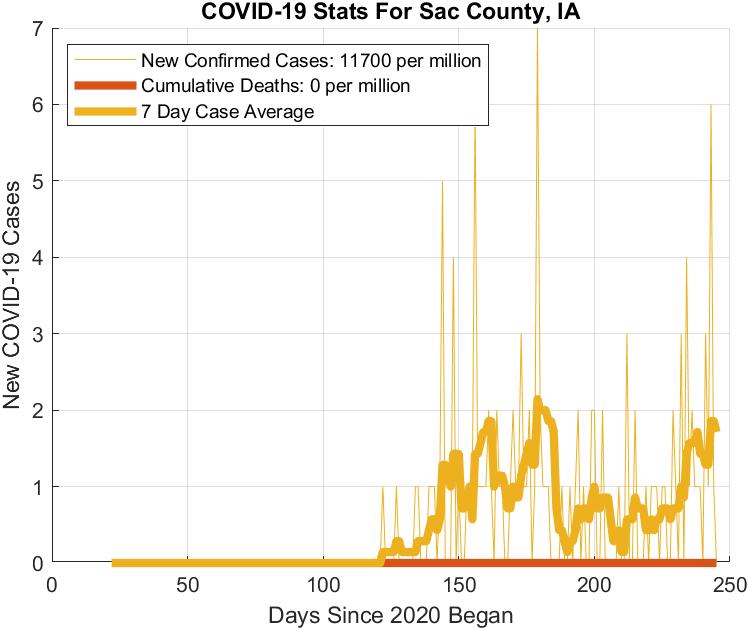 COVID-19 Stats For Sac County, IA
New Confirmed Cases: 11700 per million
Cumulative Deaths: 0 per million
7 Day Case Average
New COVID-19 Cases
7
6
5
4
3
2
1
0
0 50 100 150 200 250
Days Since 2020 Began